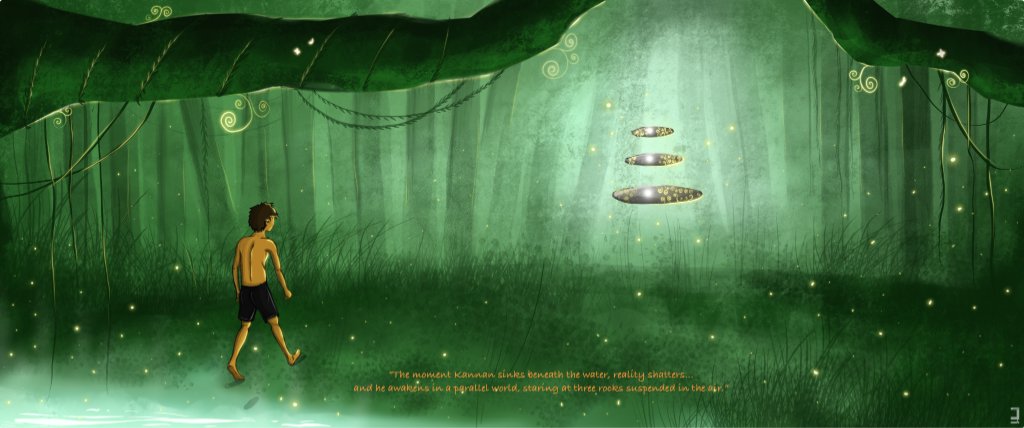 "The moment Kannan sinks beneath the water, reality shatters...
and he awakens in a parallel world, staring at three rooks suspended in the air."